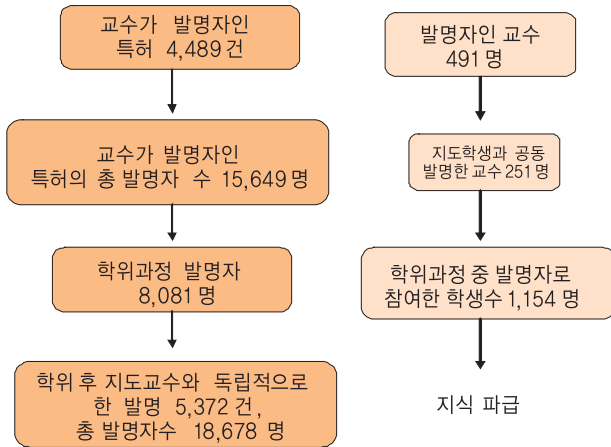 교수가 발명자인
특허 4,489 건
교수가 발명자인
특허의 총 발명자 수 15,649 명
학위과정 발명자
8,081 명
학위 후 지도교수와 독립적으로
한 발명 5,372 건,
총 발명자수 18,678 명
발명자인 교수
491 명
지도학생과 공동
발명한 교수 251 명
학위과정 중 발명자로
참여한 학생수 1,154 명
지식 파급